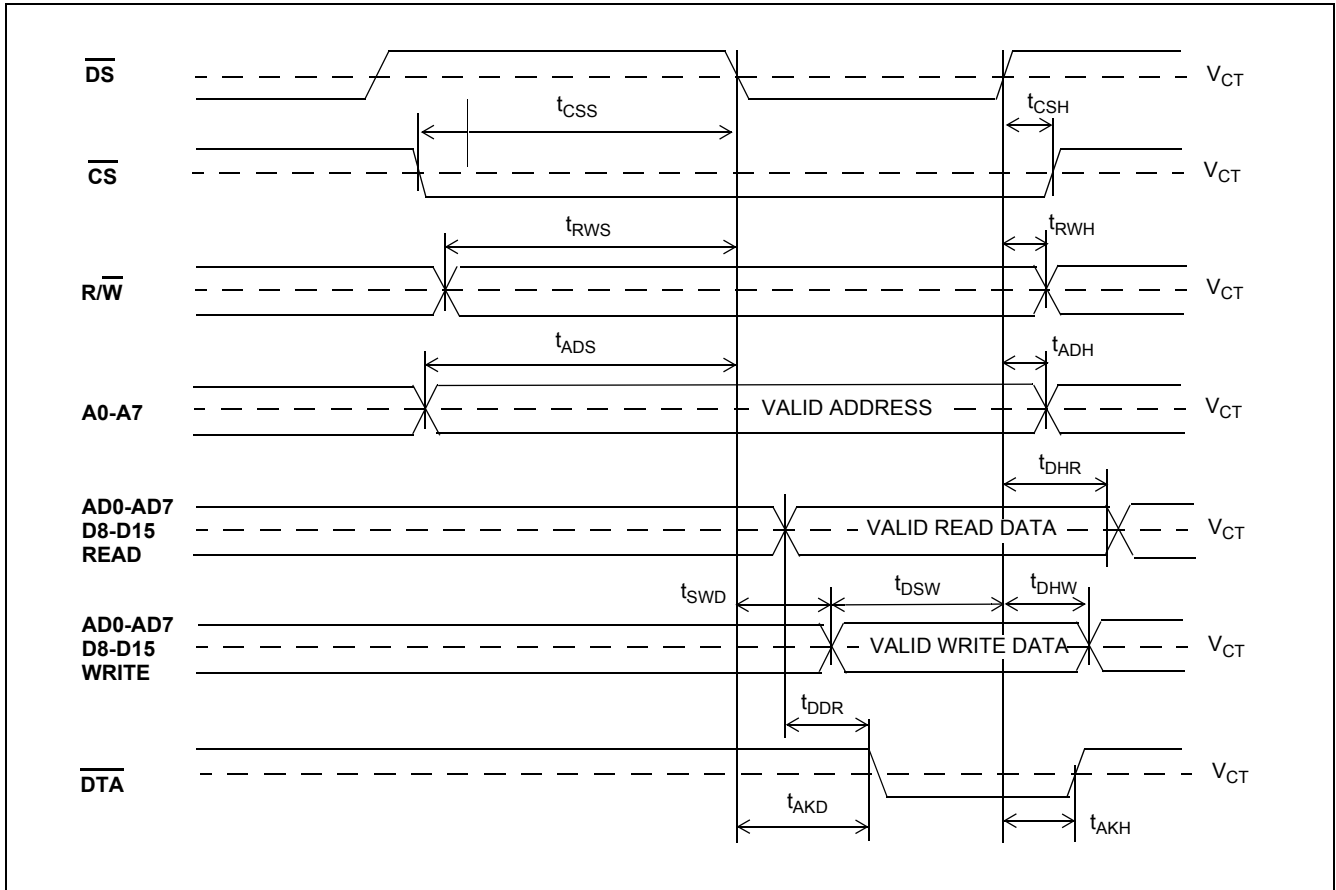 DS
VCT
tCSS
tCSH
CS
VCT
tRWS
tRWH
R/W
VCT
tADS
tADH
A0-A7
VALID ADDRESS
VCT
tDHR
AD0-AD7
D8-D15
READ
VALID READ DATA
VCT
tSWD
tDSW
tDHW
AD0-AD7
D8-D15
WRITE
VALID WRITE DATA
VCT
tDDR
DTA
VCT
tAKD
tAKH